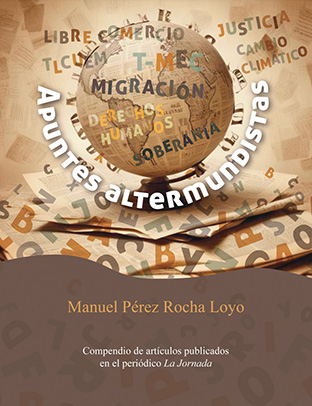 LIBRE COMERCIO
JUSTICIA
TLCUEM
T-MEC
CAMBIO
CLIMÁTICO
MIGRACIÓN
DERECHOS
HUMANOS
SOBERANÍA
APUNTES ALTERMUNDISTAS
Manuel Pérez Rocha Loyo
Compendio de artículos publicados
en el periódico La Jornada